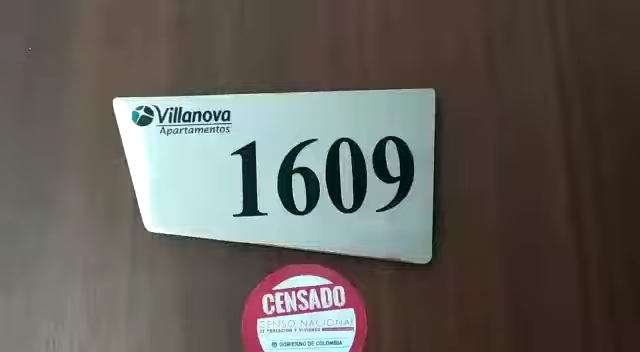 Villanova
Apartamentos
1609
CENSADO
CENSO NACIONAL
DE POBLACIÓN Y VIVIENDA
GOBIERNO DE COLOMBIA